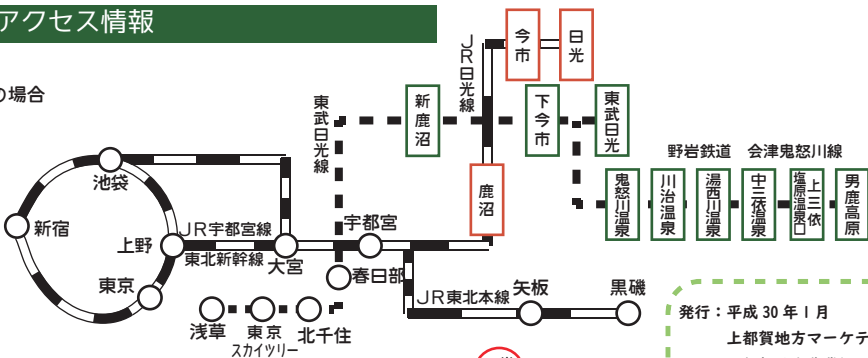 アクセス情報
の場合
JR日光線
今市
日光
東武日光線
新鹿沼
下今市
東武日光
野岩鉄道 会津鬼怒川線
鬼怒川温泉
川治温泉
湯西川温泉
中三依温泉
上三依
塩原温泉口
男鹿高原
鹿沼
池袋
新宿
上野
東京
JR宇都宮線
東北新幹線
大宮
宇都宮
春日部
浅草
東京
スカイツリー
北千住
JR東北本線
矢板
黒磯
発行：平成30年1月
上都賀地方マーケテ